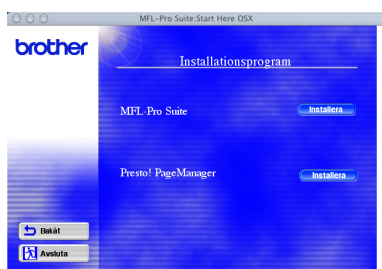 MFL-Pro Suite:Start Here OSX
brother
Installationsprogram
MFL-Pro Suite
Installera
Presto! PageManager
Installera
Bakåt
Avsluta